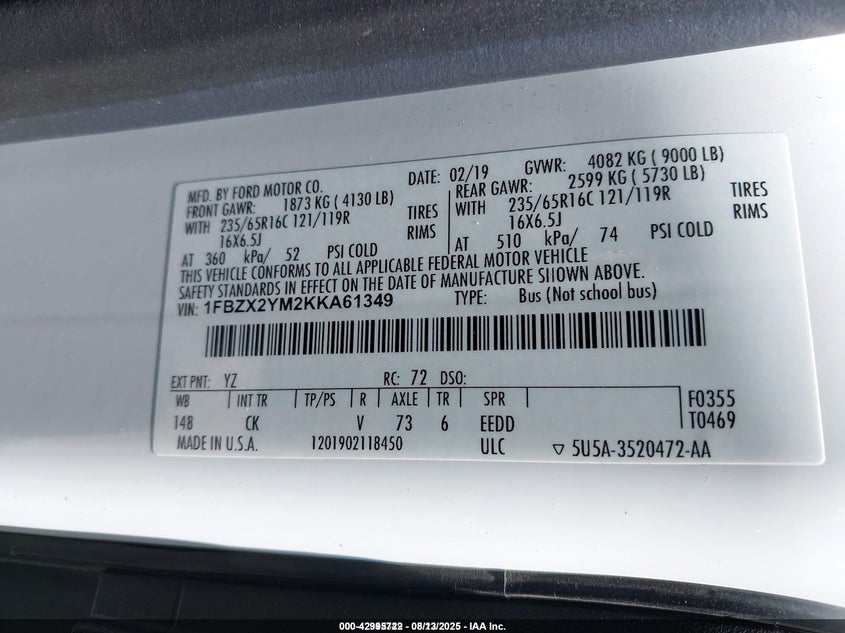 MFD. BY FORD MOTOR CO. DATE: 02/19 GVWR: 4082 KG ( 9000 LB)
FRONT GAWR: 1873 KG ( 4130 LB) REAR GAWR: 2599 KG ( 5730 LB)
WITH 235/65R16C 121/119R TIRES WITH 235/65R16C 121/119R TIRES
16X6.5J RIMS 16X6.5J RIMS
AT 360 kPa/ 52 PSI COLD AT 510 kPa/ 74 PSI COLD
THIS VEHICLE CONFORMS TO ALL APPLICABLE FEDERAL MOTOR VEHICLE
SAFETY STANDARDS IN EFFECT ON THE DATE OF MANUFACTURE SHOWN ABOVE.
VIN: 1FBZX2YM2KKA61349 TYPE: Bus (Not school bus)
EXT PNT: YZ RC: 72 DSO:
WB INT TR TP/PS R AXLE TR SPR F0355
148 CK V 73 6 EEDD T0469
MADE IN U.S.A. 1201902118450 ULC ▽ 5U5A-3520472-AA
08/13/2025 - IAA Inc.